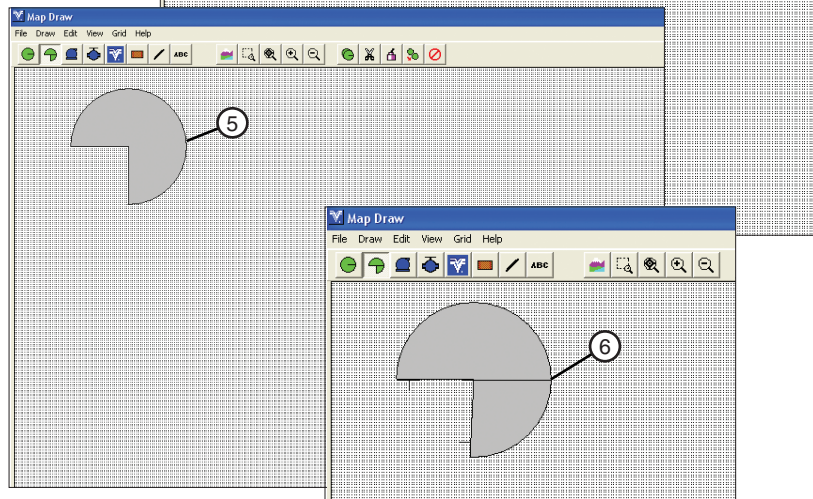 Map Draw
File Draw Edit View Grid Help
ABC
5
Map Draw
File Draw Edit View Grid Help
ABC
6